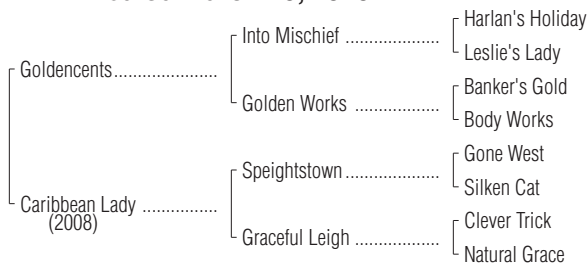 Harlan's Holiday
Into Mischief ....................
Leslie's Lady
Goldencents......................
Banker's Gold
Golden Works ....................
Body Works
Gone West
Speightstown ....................
Silken Cat
Caribbean Lady ................
(2008)
Clever Trick
Graceful Leigh ..................
Natural Grace